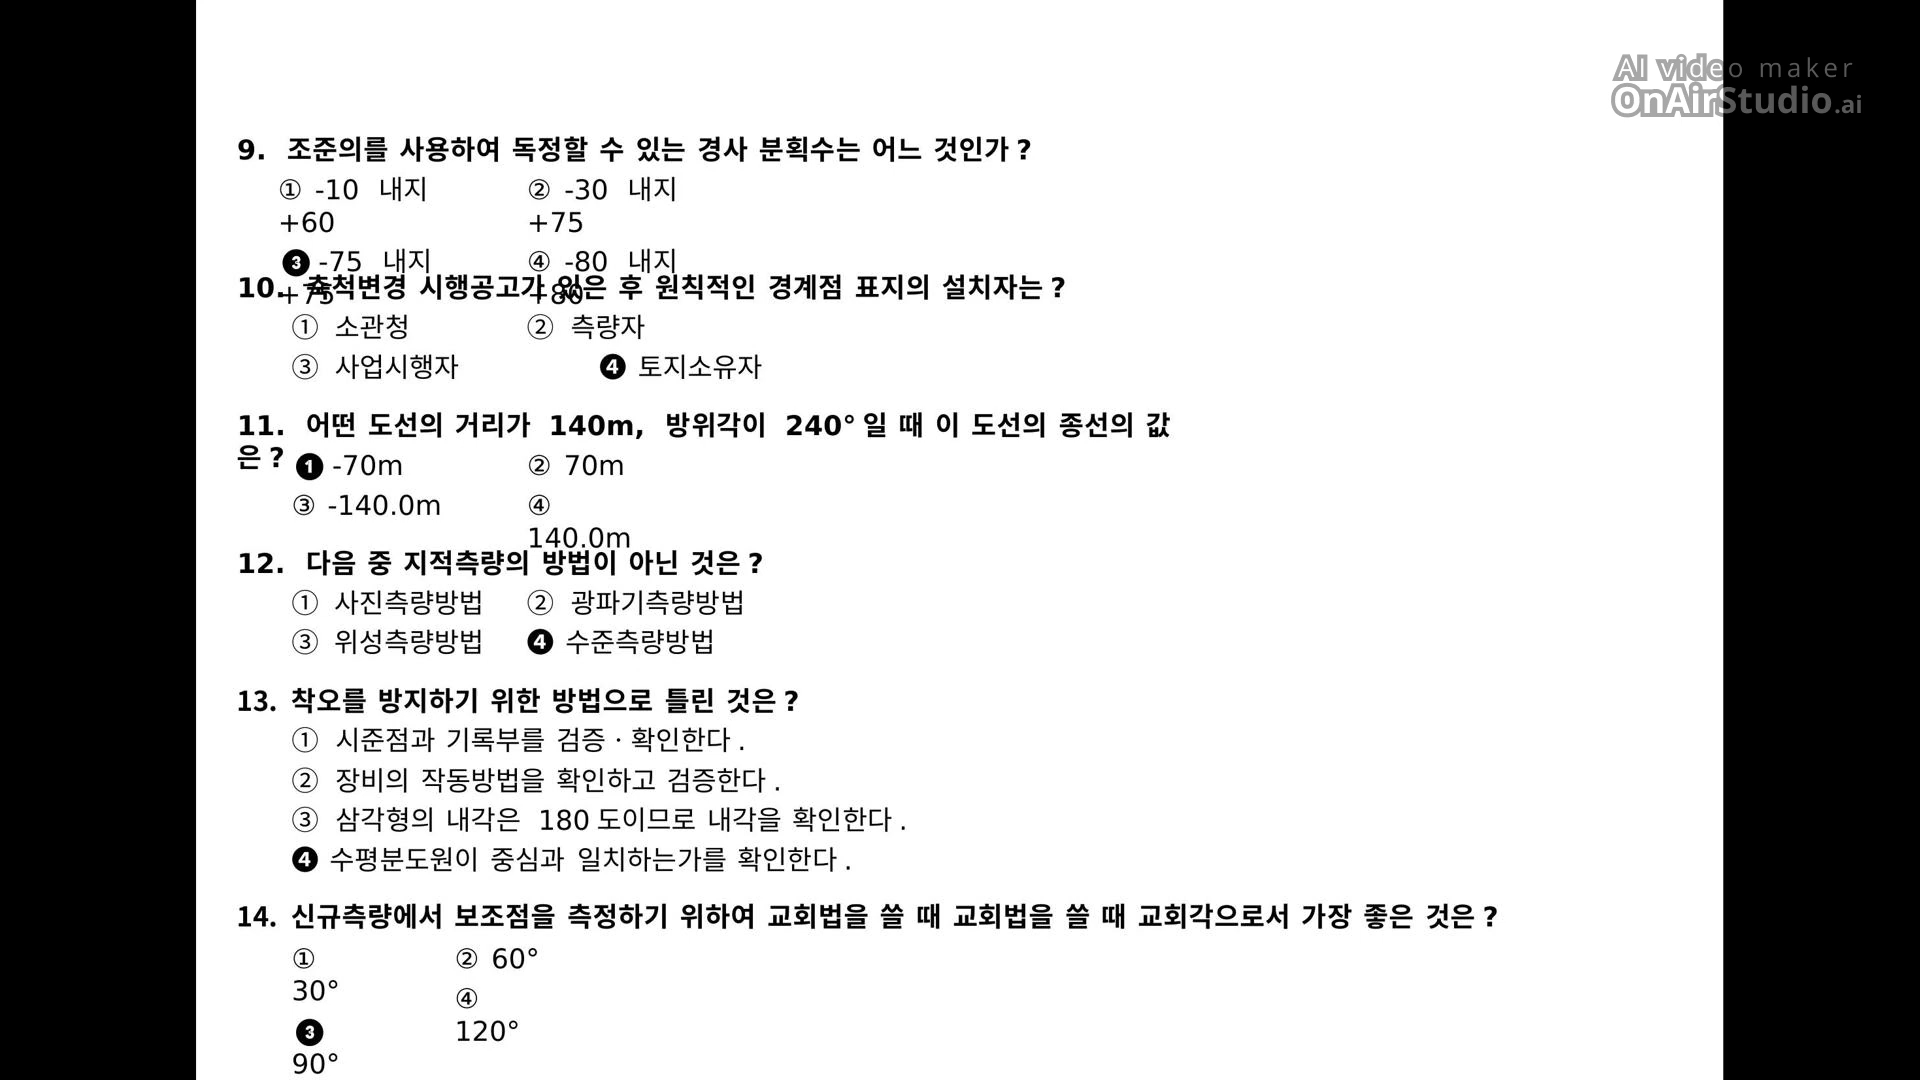 AI video maker
OnAirStudio.ai
9. 조준의를 사용하여 독정할 수 있는 경사 분획수는 어느 것인가?
① -10 내지 ② -30 내지
+60 +75
❸ -75 내지 ④ -80 내지
+75 +80
10. 축척변경 시행공고가 있은 후 원칙적인 경계점 표지의 설치자는?
① 소관청 ② 측량자
③ 사업시행자 ❹ 토지소유자
11. 어떤 도선의 거리가 140m, 방위각이 240°일 때 이 도선의 종선의 값
은?
❶ -70m ② 70m
③ -140.0m ④
140.0m
12. 다음 중 지적측량의 방법이 아닌 것은?
① 사진측량방법 ② 광파기측량방법
③ 위성측량방법 ❹ 수준측량방법
13. 착오를 방지하기 위한 방법으로 틀린 것은?
① 시준점과 기록부를 검증·확인한다.
② 장비의 작동방법을 확인하고 검증한다.
③ 삼각형의 내각은 180도이므로 내각을 확인한다.
❹ 수평분도원이 중심과 일치하는가를 확인한다.
14. 신규측량에서 보조점을 측정하기 위하여 교회법을 쓸 때 교회법을 쓸 때 교회각으로서 가장 좋은 것은?
① ② 60°
30° ④
❸ 120°
90°